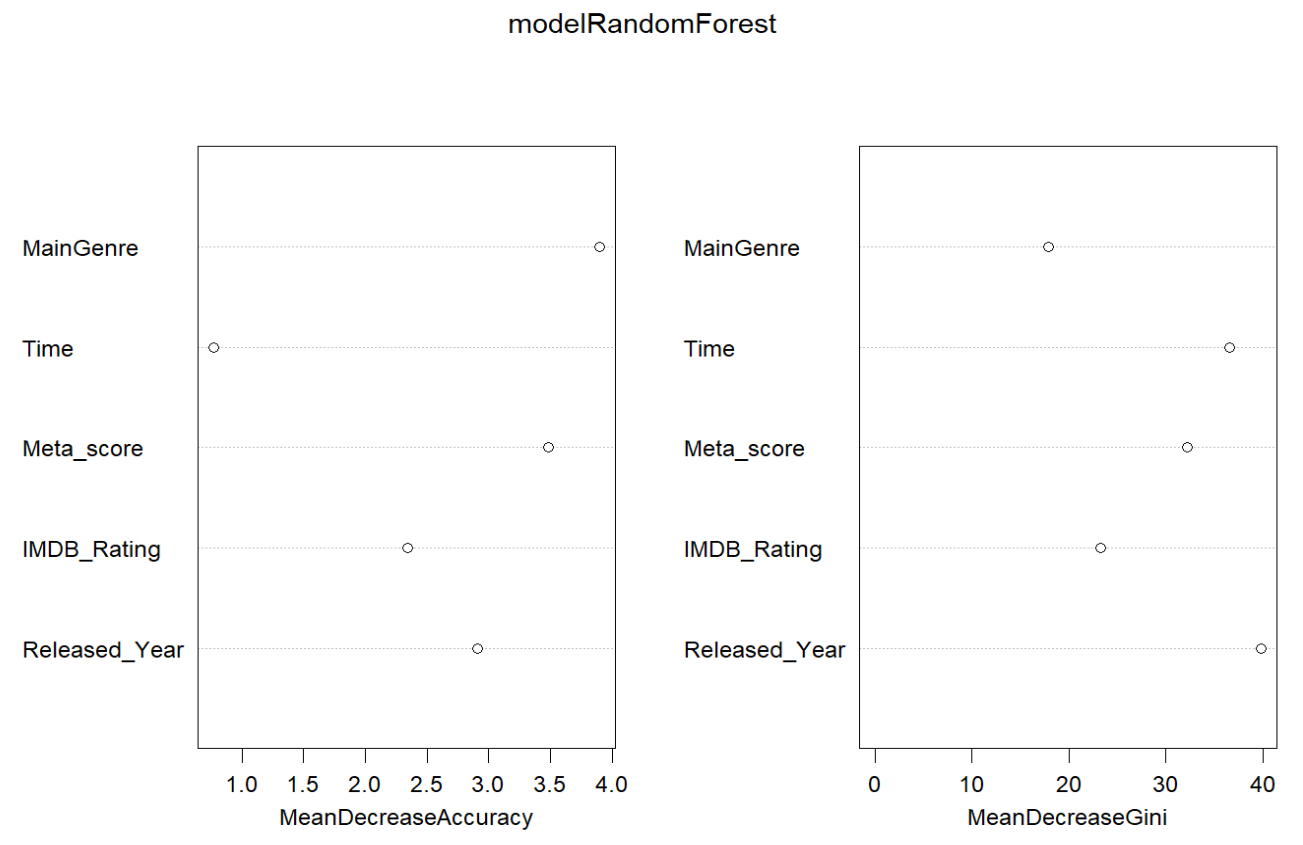 modelRandomForest
MainGenre
Time
Meta_score
IMDB_Rating
Released_Year
1.0 1.5 2.0 2.5 3.0 3.5 4.0
MeanDecreaseAccuracy
MainGenre
Time
Meta_score
IMDB_Rating
Released_Year
0 10 20 30 40
MeanDecreaseGini